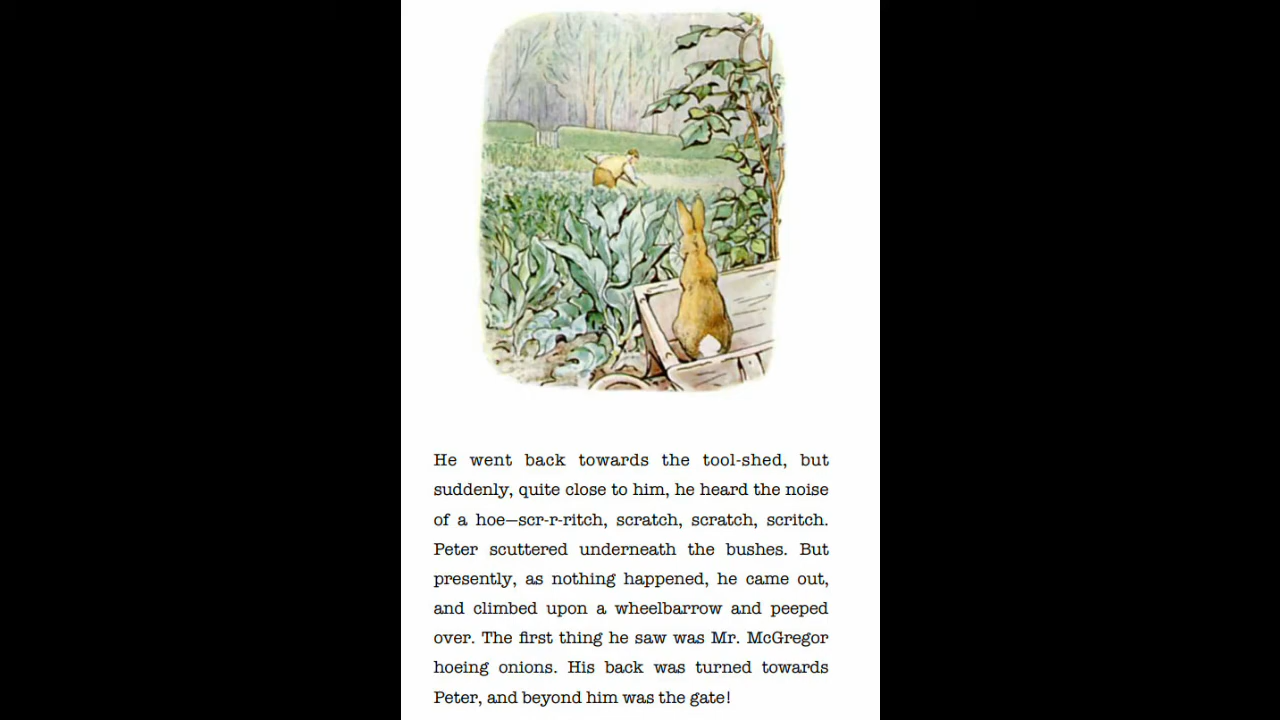 He went back towards the tool-shed, but
suddenly, quite close to him, he heard the noise
of a hoe—scr-r-ritch, scratch, scratch, scritch.
Peter scuttered underneath the bushes. But
presently, as nothing happened, he came out,
and climbed upon a wheelbarrow and peeped
over. The first thing he saw was Mr. McGregor
hoeing onions. His back was turned towards
Peter, and beyond him was the gate!